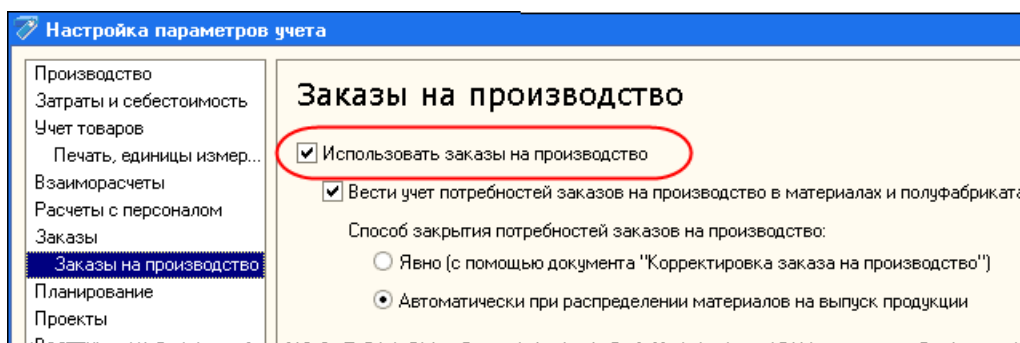 Настройка параметров учета
Производство
Затраты и себестоимость
Учет товаров
Печать, единицы измер...
Взаиморасчеты
Расчеты с персоналом
Заказы
Заказы на производство
Планирование
Проекты
Заказы на производство
Использовать заказы на производство
Вести учет потребностей заказов на производство в материалах и полуфабриката
Способ закрытия потребностей заказов на производство:
Явно (с помощью документа "Корректировка заказа на производство")
Автоматически при распределении материалов на выпуск продукции